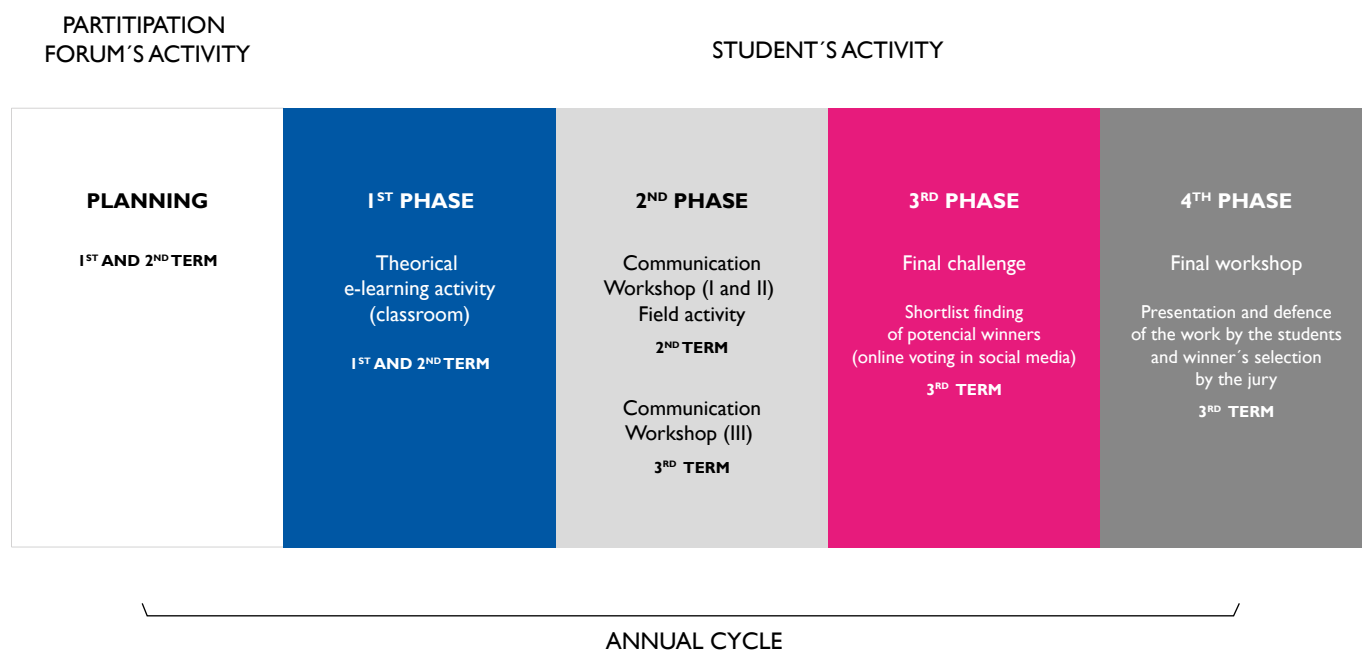 PARTITIPATION
FORUM´S ACTIVITY
STUDENT´S ACTIVITY
PLANNING
1ST AND 2ND TERM
1ST PHASE
Theorical
e-learning activity
(classroom)
1ST AND 2ND TERM
2ND PHASE
Communication
Workshop (I and II)
Field activity
2ND TERM
Communication
Workshop (III)
3RD TERM
3RD PHASE
Final challenge
Shortlist finding
of potencial winners
(online voting in social media)
3RD TERM
4TH PHASE
Final workshop
Presentation and defence
of the work by the students
and winner´s selection
by the jury
3RD TERM
ANNUAL CYCLE